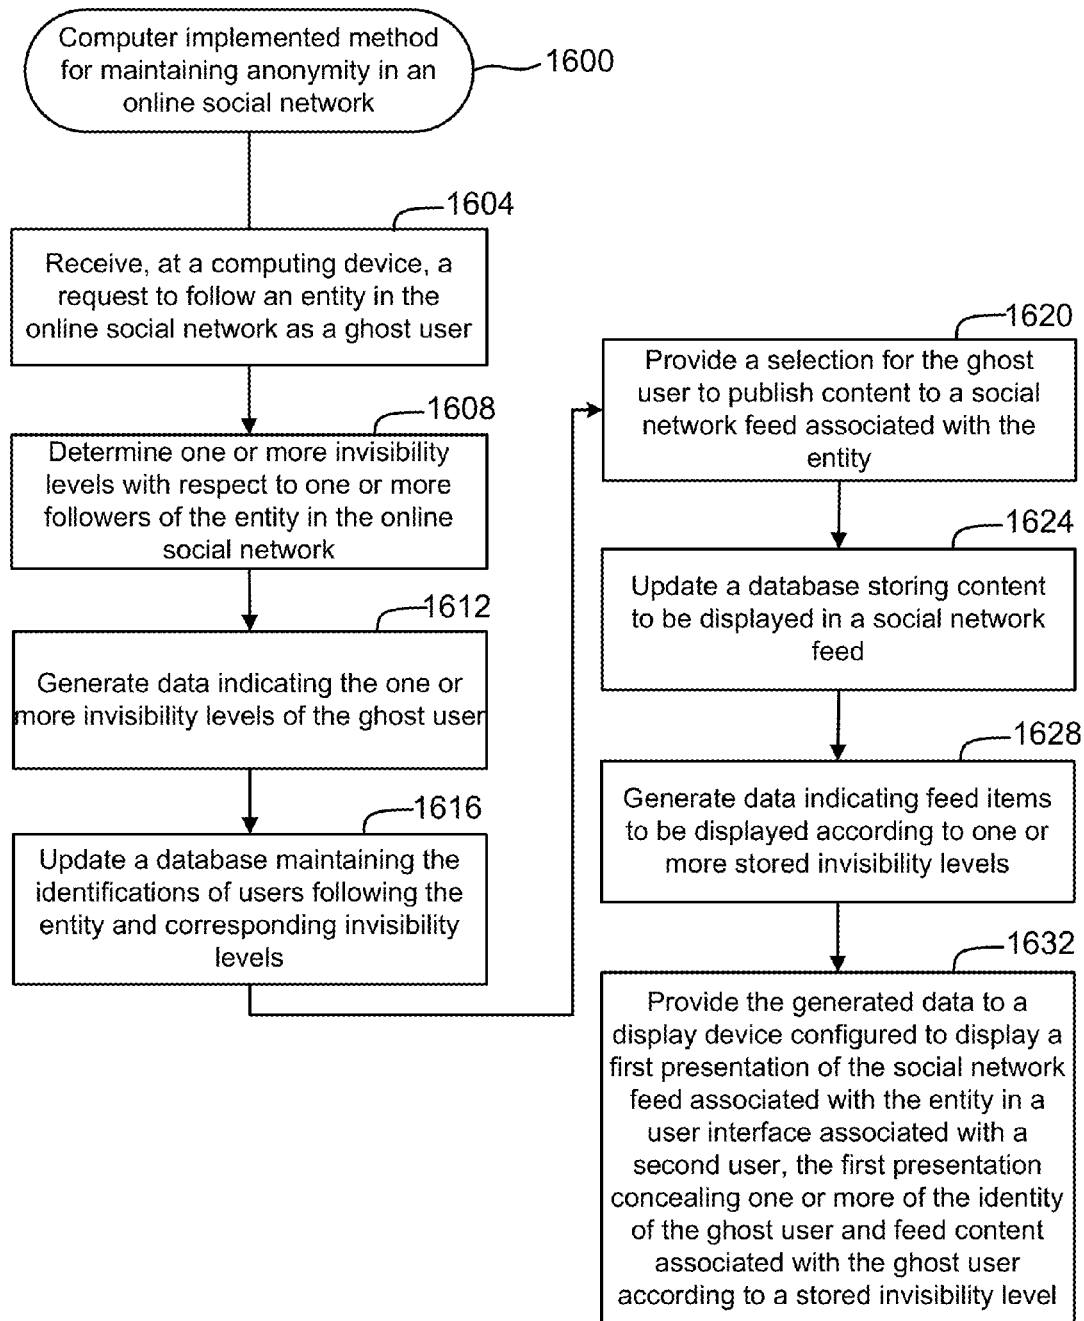 Computer implemented method
for maintaining anonymity in an
online social network
1600
1604
Receive, at a computing device, a
request to follow an entity in the
online social network as a ghost user
1608
Determine one or more invisibility
levels with respect to one or more
followers of the entity in the online
social network
1612
Generate data indicating the one or
more invisibility levels of the ghost user
1616
Update a database maintaining the
identifications of users following the
entity and corresponding invisibility
levels
1620
Provide a selection for the ghost
user to publish content to a social
network feed associated with the
entity
1624
Update a database storing content
to be displayed in a social network
feed
1628
Generate data indicating feed items
to be displayed according to one or
more stored invisibility levels
1632
Provide the generated data to a
display device configured to display a
first presentation of the social network
feed associated with the entity in a
user interface associated with a
second user, the first presentation
concealing one or more of the identity
of the ghost user and feed content
associated with the ghost user
according to a stored invisibility level